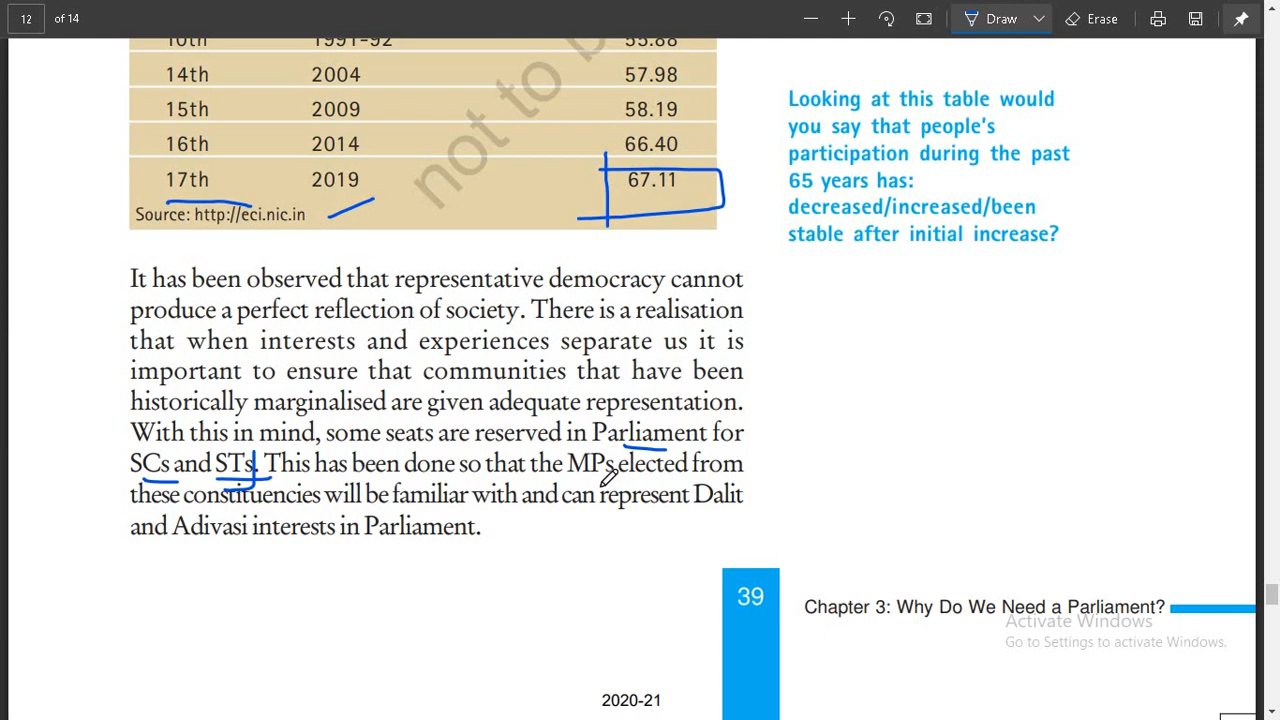 12 of 14 Draw Erase
10th 1991-92 55.88
14th 2004 57.98
15th 2009 58.19
16th 2014 66.40
17th 2019 67.11
Source: http://eci.nic.in
not to b
Looking at this table would
you say that people's
participation during the past
65 years has:
decreased/increased/been
stable after initial increase?
It has been observed that representative democracy cannot
produce a perfect reflection of society. There is a realisation
that when interests and experiences separate us it is
important to ensure that communities that have been
historically marginalised are given adequate representation.
With this in mind, some seats are reserved in Parliament for
SCs and STs. This has been done so that the MPs elected from
these constituencies will be familiar with and can represent Dalit
and Adivasi interests in Parliament.
39
Chapter 3: Why Do We Need a Parliament?
Activate Windows
Go to Settings to activate Windows.
2020-21